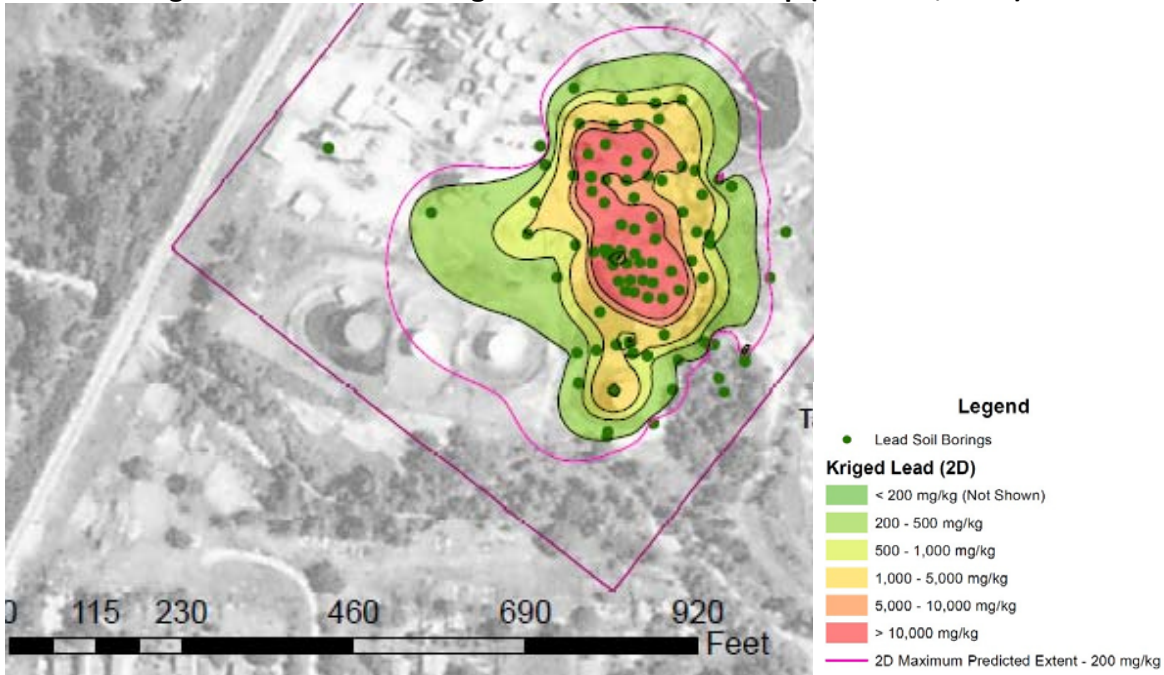 0 115 230 460 690 920
Feet
Legend
Lead Soil Borings
Kriged Lead (2D)
< 200 mg/kg (Not Shown)
200 - 500 mg/kg
500 - 1,000 mg/kg
1,000 - 5,000 mg/kg
5,000 - 10,000 mg/kg
> 10,000 mg/kg
2D Maximum Predicted Extent - 200 mg/kg